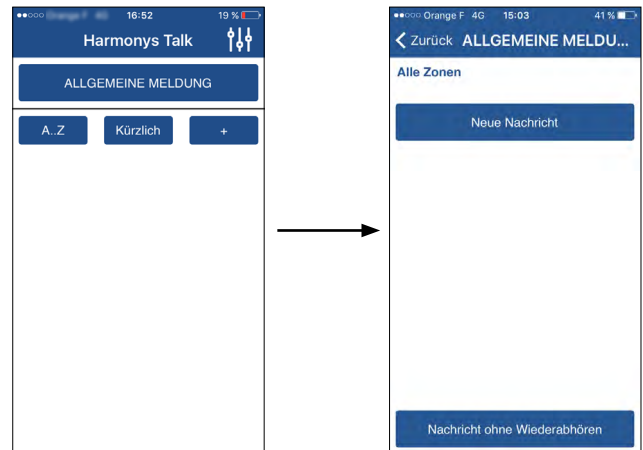 16:52
19 %
Harmonys Talk
ALLGEMEINE MELDUNG
A..Z
Kürzlich
+
Orange F 4G 15:03 41 %
Zurück ALLGEMEINE MELDU...
Alle Zonen
Neue Nachricht
Nachricht ohne Wiederabhören